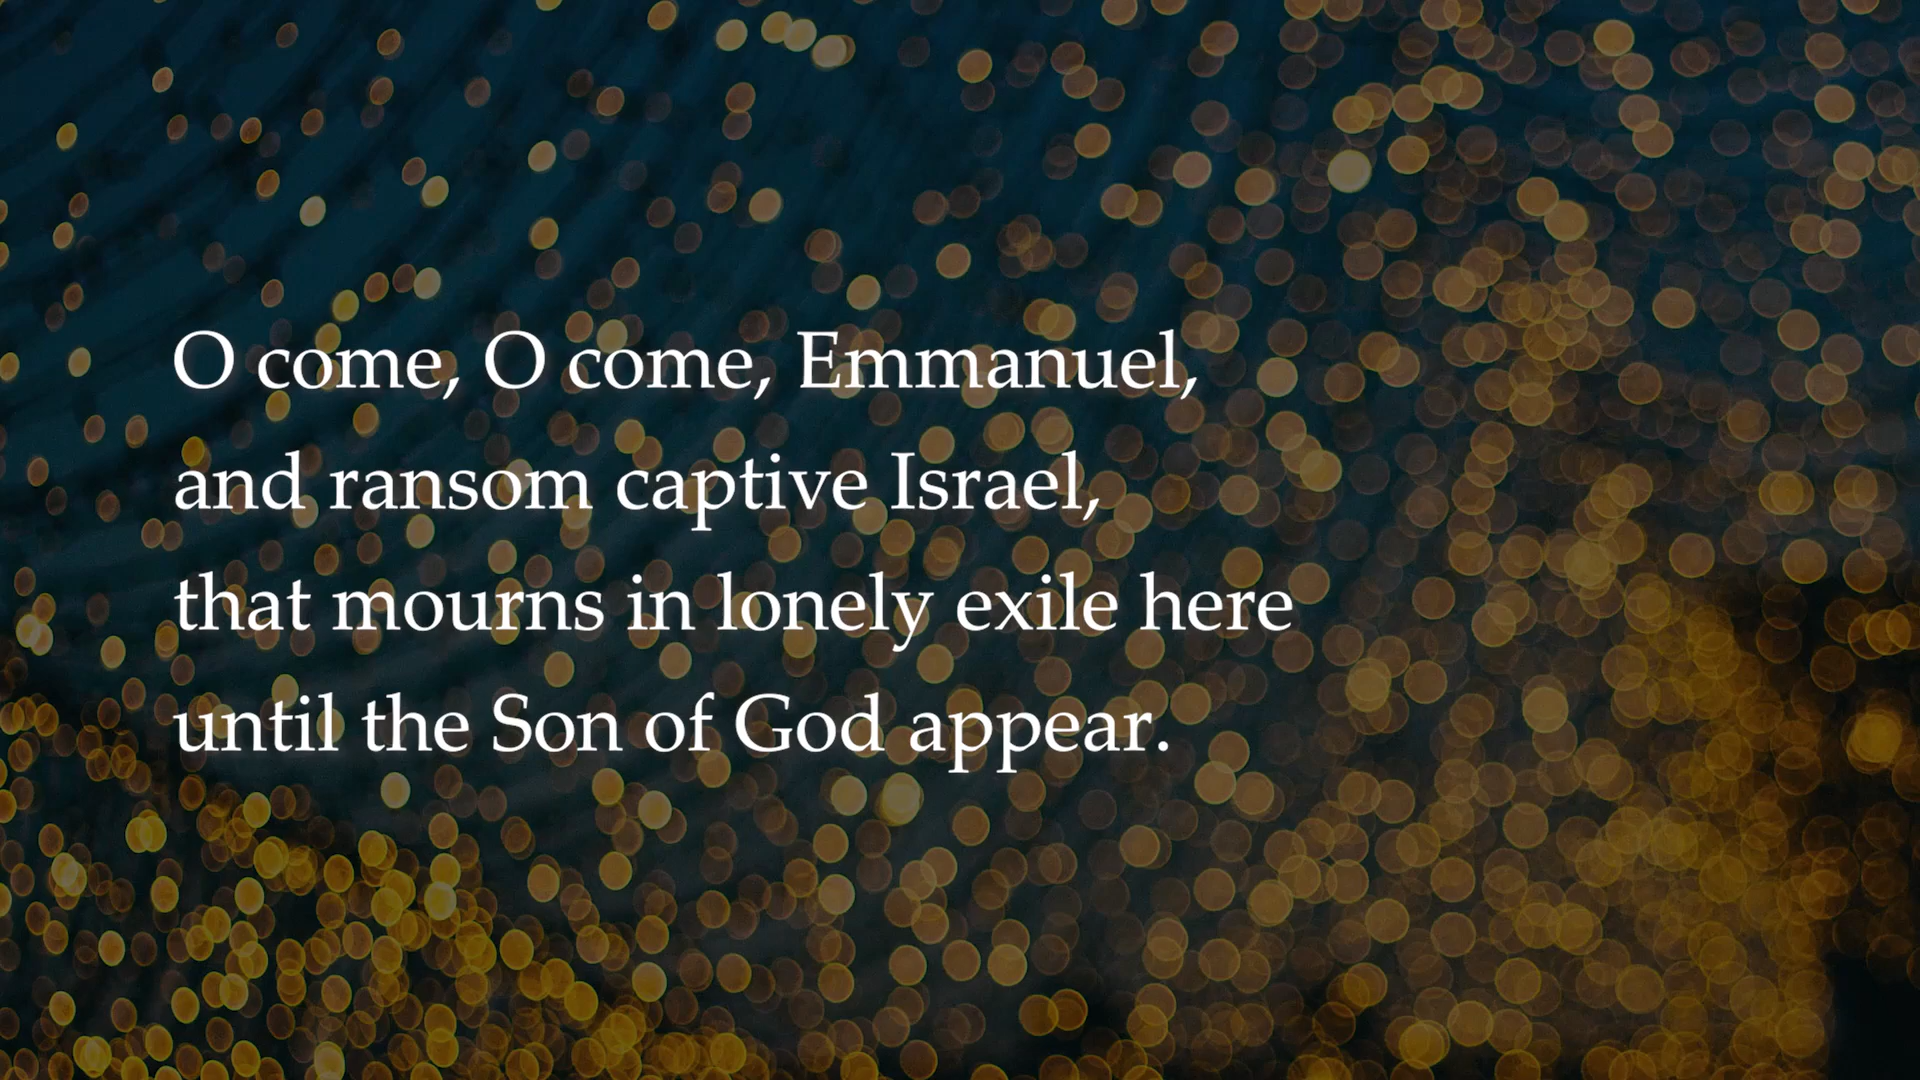 O come, O come, Emmanuel,
and ransom captive Israel,
that mourns in lonely exile here
until the Son of God appear.